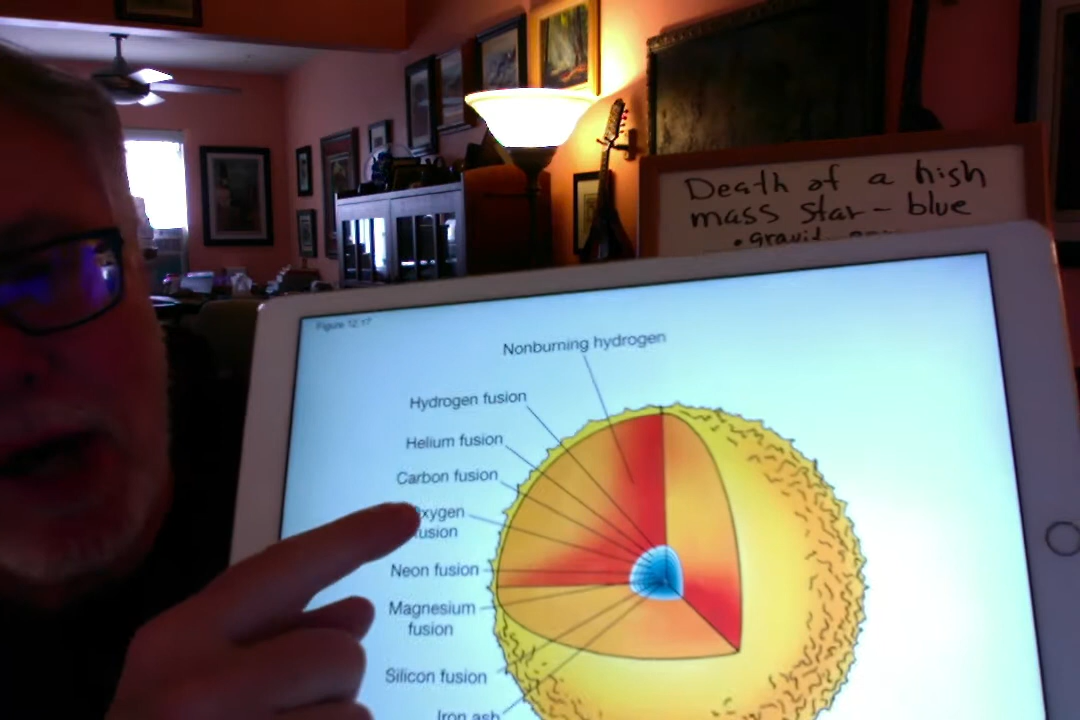 Death of a high
mass star - blue
Figure 12.17
Nonburning hydrogen
Hydrogen fusion
Helium fusion
Carbon fusion
fusion
Neon fusion
Magnesium
fusion
Silicon fusion
Iron ash